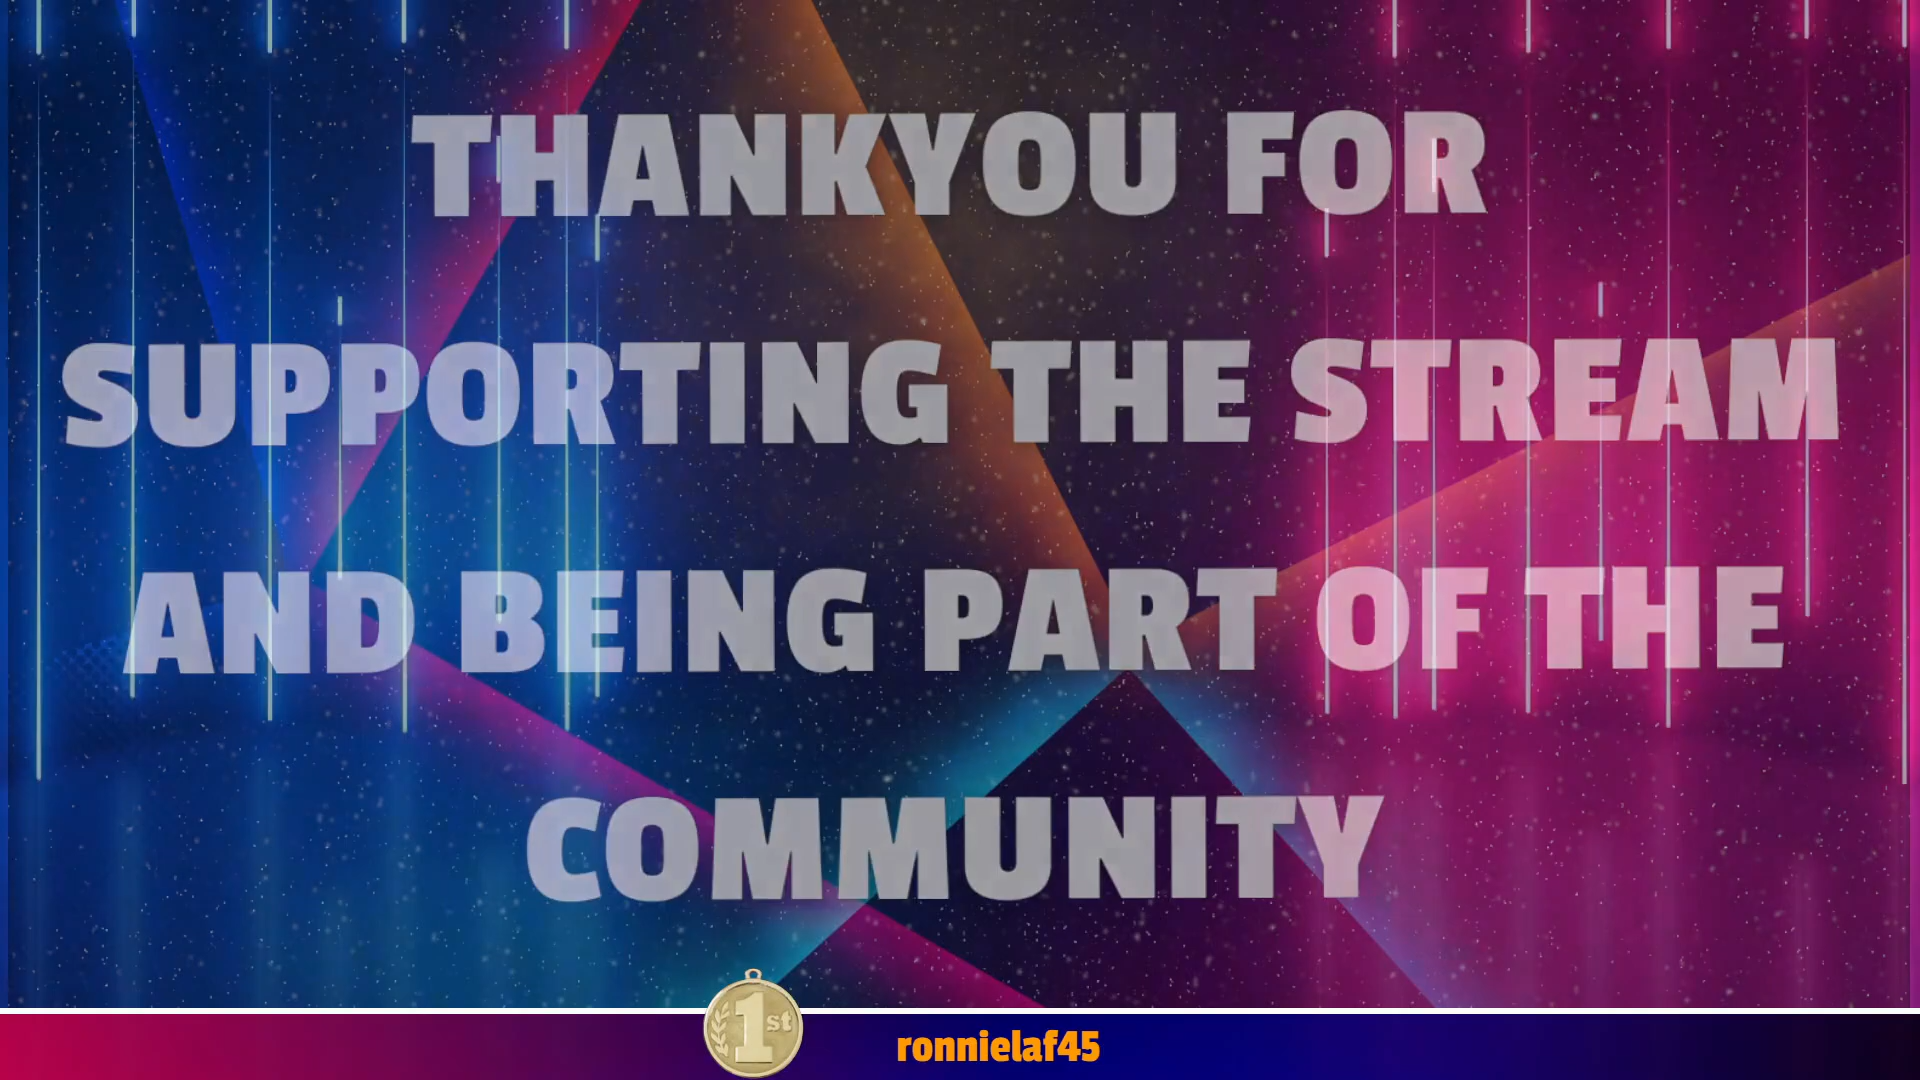 THANKYOU FOR
SUPPORTING THE STREAM
AND BEING PART OF THE
COMMUNITY
1st
ronnielaf45